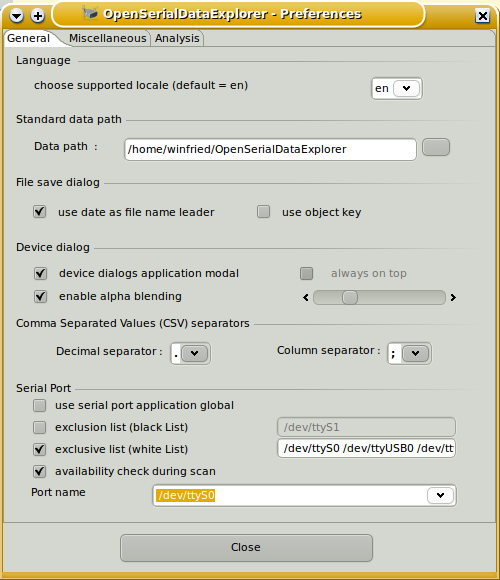 OpenSerialDataExplorer - Preferences
General Miscellaneous Analysis
Language
choose supported locale (default = en) en
Standard data path
Data path : /home/winfried/OpenSerialDataExplorer
File save dialog
use date as file name leader use object key
Device dialog
device dialogs application modal always on top
enable alpha blending
Comma Separated Values (CSV) separators
Decimal separator : . Column separator : ;
Serial Port
use serial port application global
exclusion list (black List) /dev/ttyS1
exclusive list (white List) /dev/ttyS0 /dev/ttyUSB0 /dev/tt
availability check during scan
Port name /dev/ttyS0
Close